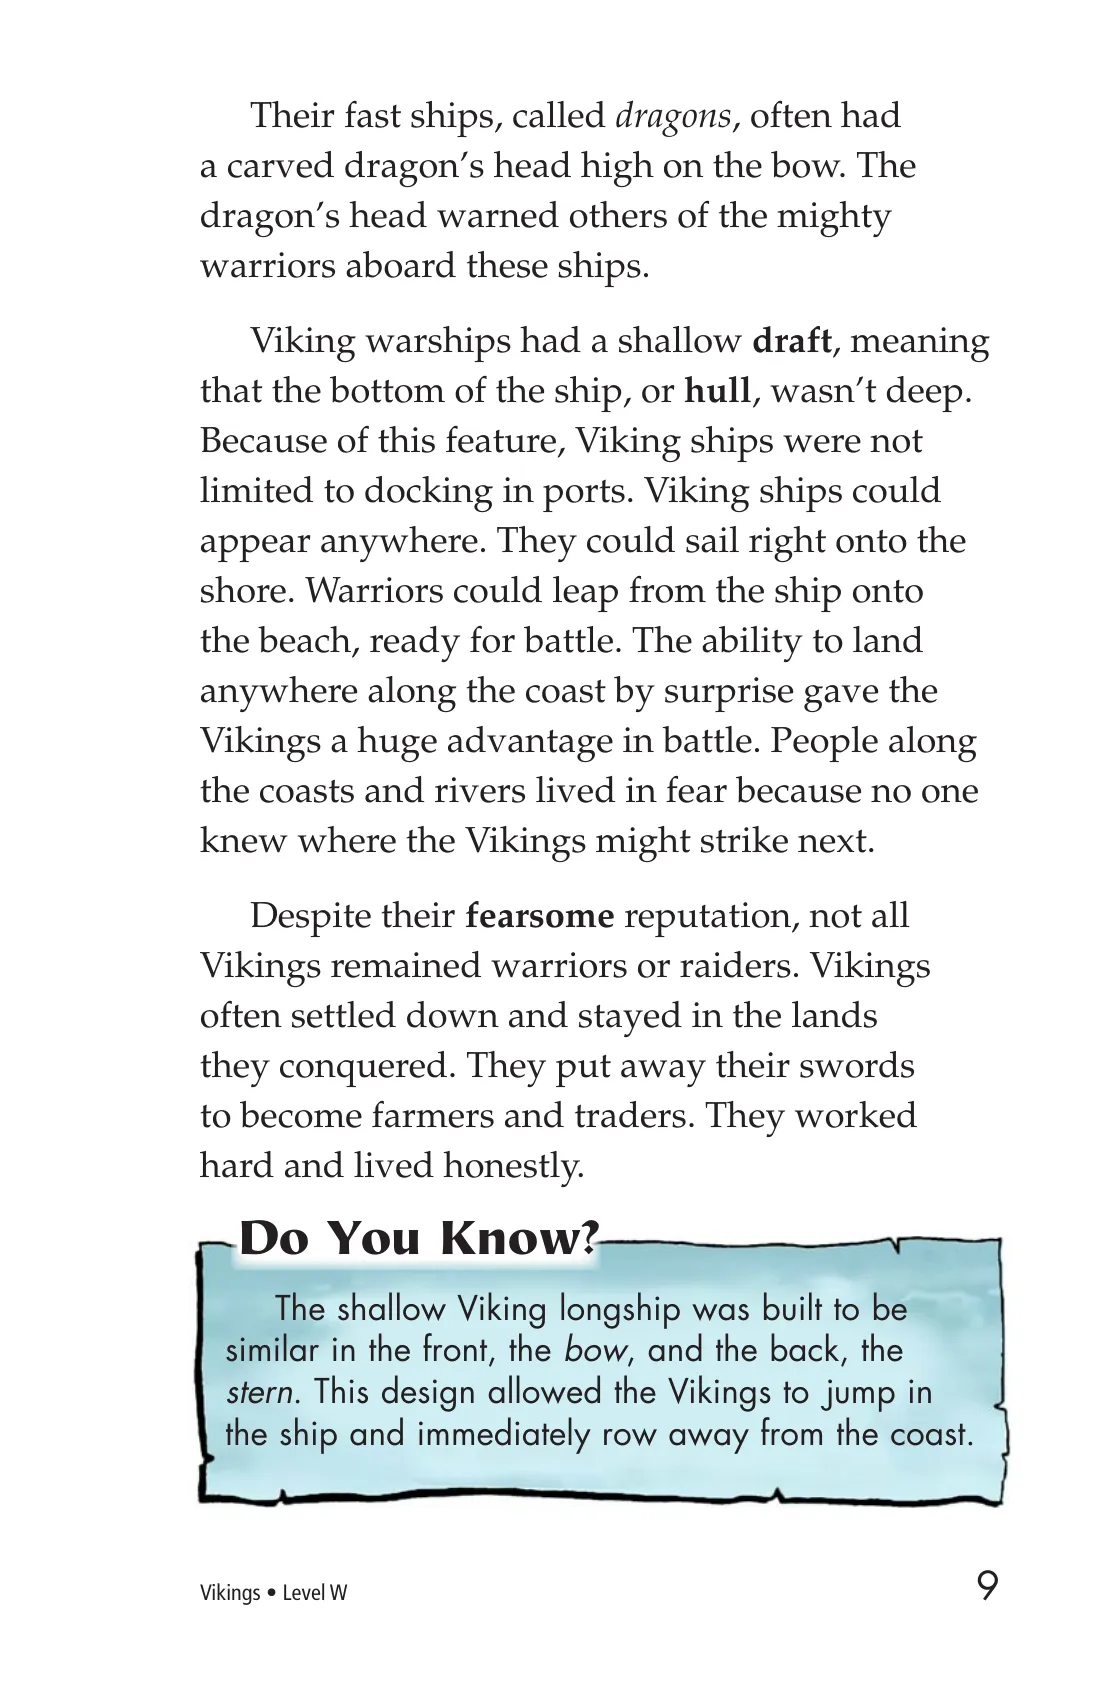 Their fast ships, called dragons, often had
a carved dragon’s head high on the bow. The
dragon’s head warned others of the mighty
warriors aboard these ships.
Viking warships had a shallow draft, meaning
that the bottom of the ship, or hull, wasn’t deep.
Because of this feature, Viking ships were not
limited to docking in ports. Viking ships could
appear anywhere. They could sail right onto the
shore. Warriors could leap from the ship onto
the beach, ready for battle. The ability to land
anywhere along the coast by surprise gave the
Vikings a huge advantage in battle. People along
the coasts and rivers lived in fear because no one
knew where the Vikings might strike next.
Despite their fearsome reputation, not all
Vikings remained warriors or raiders. Vikings
often settled down and stayed in the lands
they conquered. They put away their swords
to become farmers and traders. They worked
hard and lived honestly.
Do You Know?
The shallow Viking longship was built to be
similar in the front, the bow, and the back, the
stern. This design allowed the Vikings to jump in
the ship and immediately row away from the coast.
Vikings • Level W
9